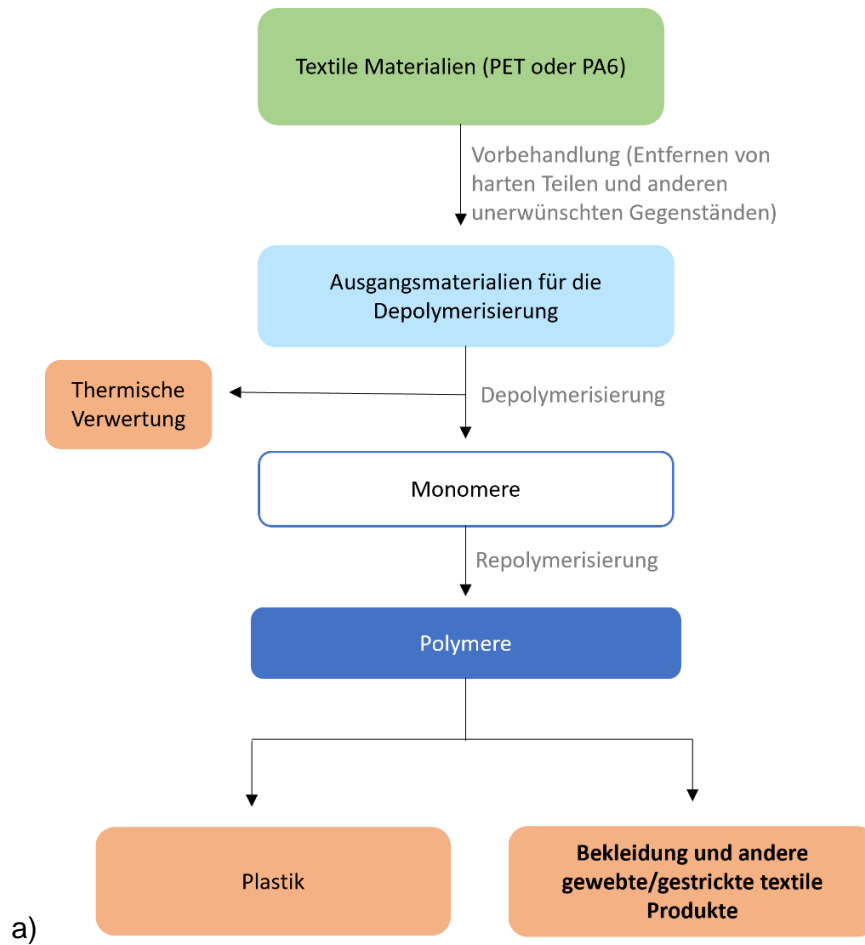 Textile Materialien (PET oder PA6)
Vorbehandlung (Entfernen von
harten Teilen und anderen
unerwünschten Gegenständen)
Ausgangsmaterialien für die
Depolymerisierung
Thermische
Verwertung
Depolymerisierung
Monomere
Repolymerisierung
Polymere
Plastik
Bekleidung und andere
gewebte/gestrickte textile
Produkte
a)